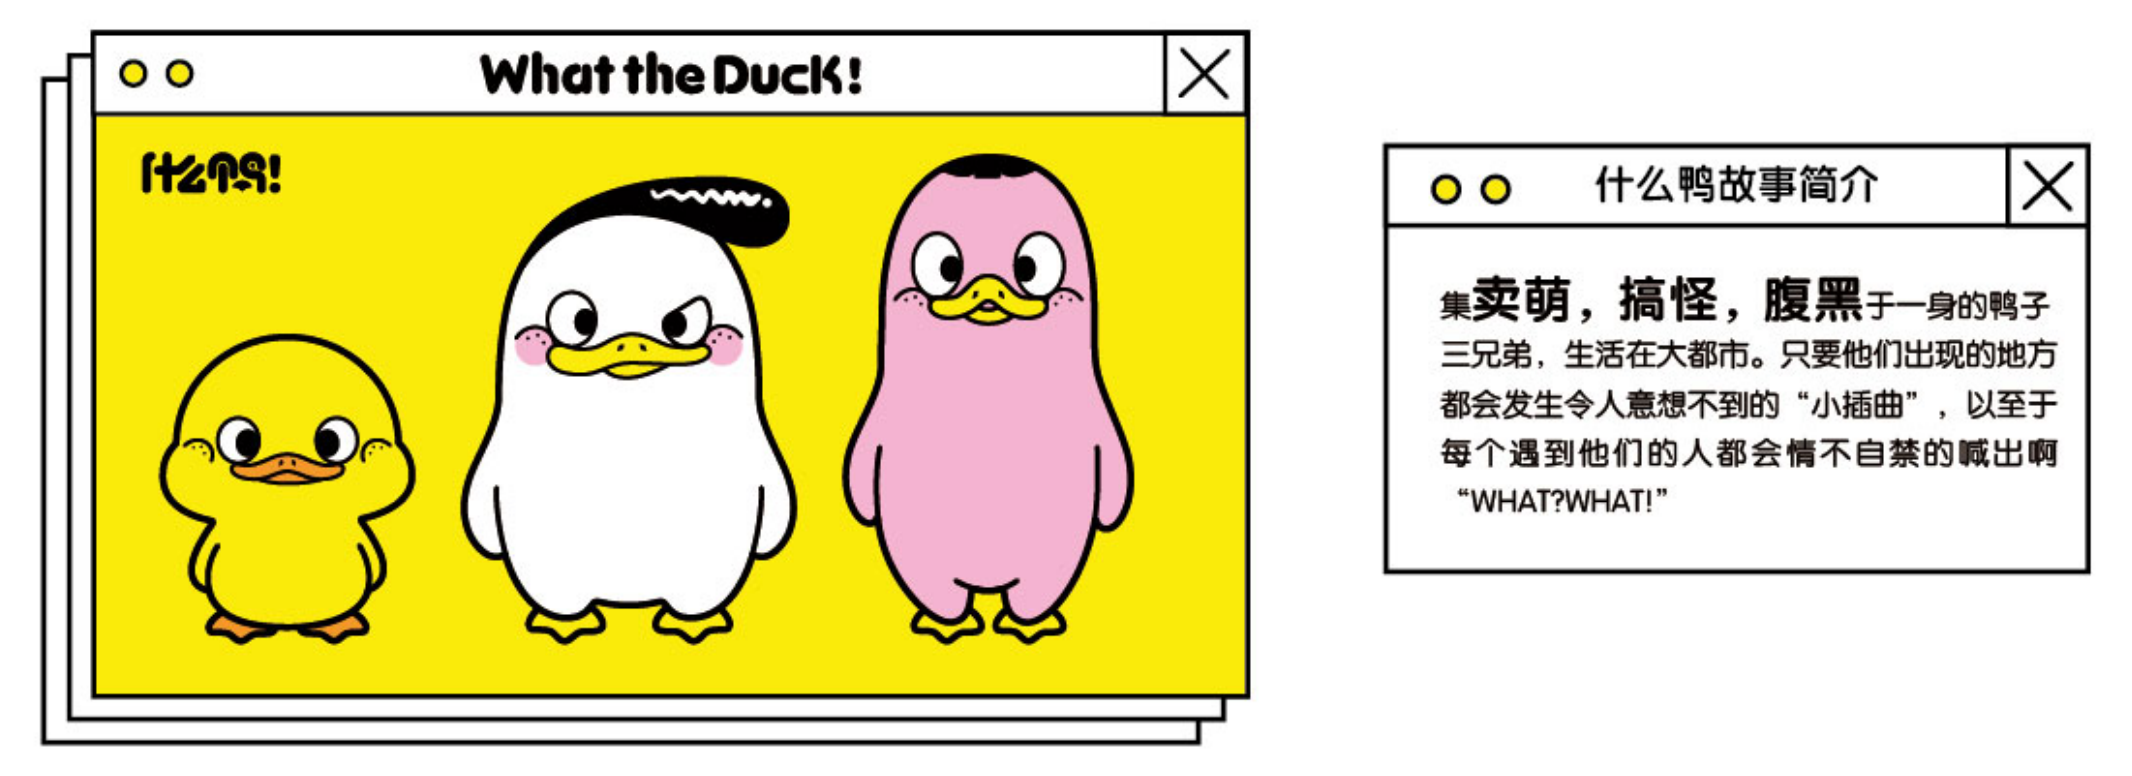 What the Duck!
什么鸭!
什么鸭故事简介
集卖萌，搞怪，腹黑于一身的鸭子
三兄弟，生活在大都市。只要他们出现的地方
都会发生令人意想不到的“小插曲”，以至于
每个遇到他们的人都会情不自禁的喊出啊
“WHAT?WHAT!”